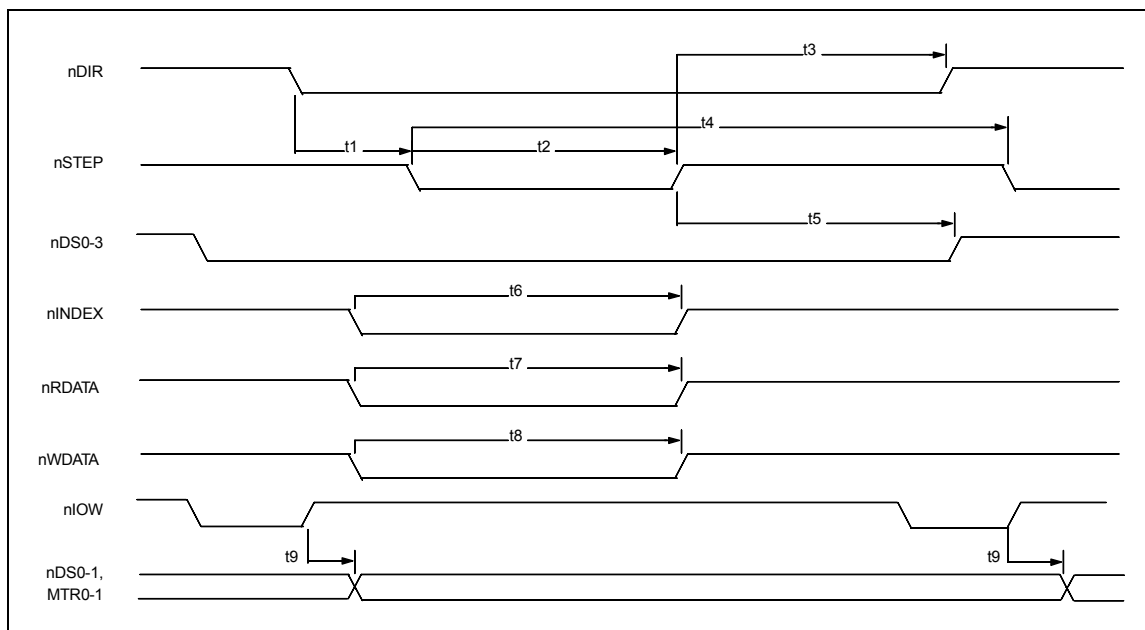 t3
nDIR
t4
t1
t2
nSTEP
t5
nDS0-3
t6
nINDEX
t7
nRDATA
t8
nWDATA
nIOW
t9
t9
nDS0-1,
MTR0-1